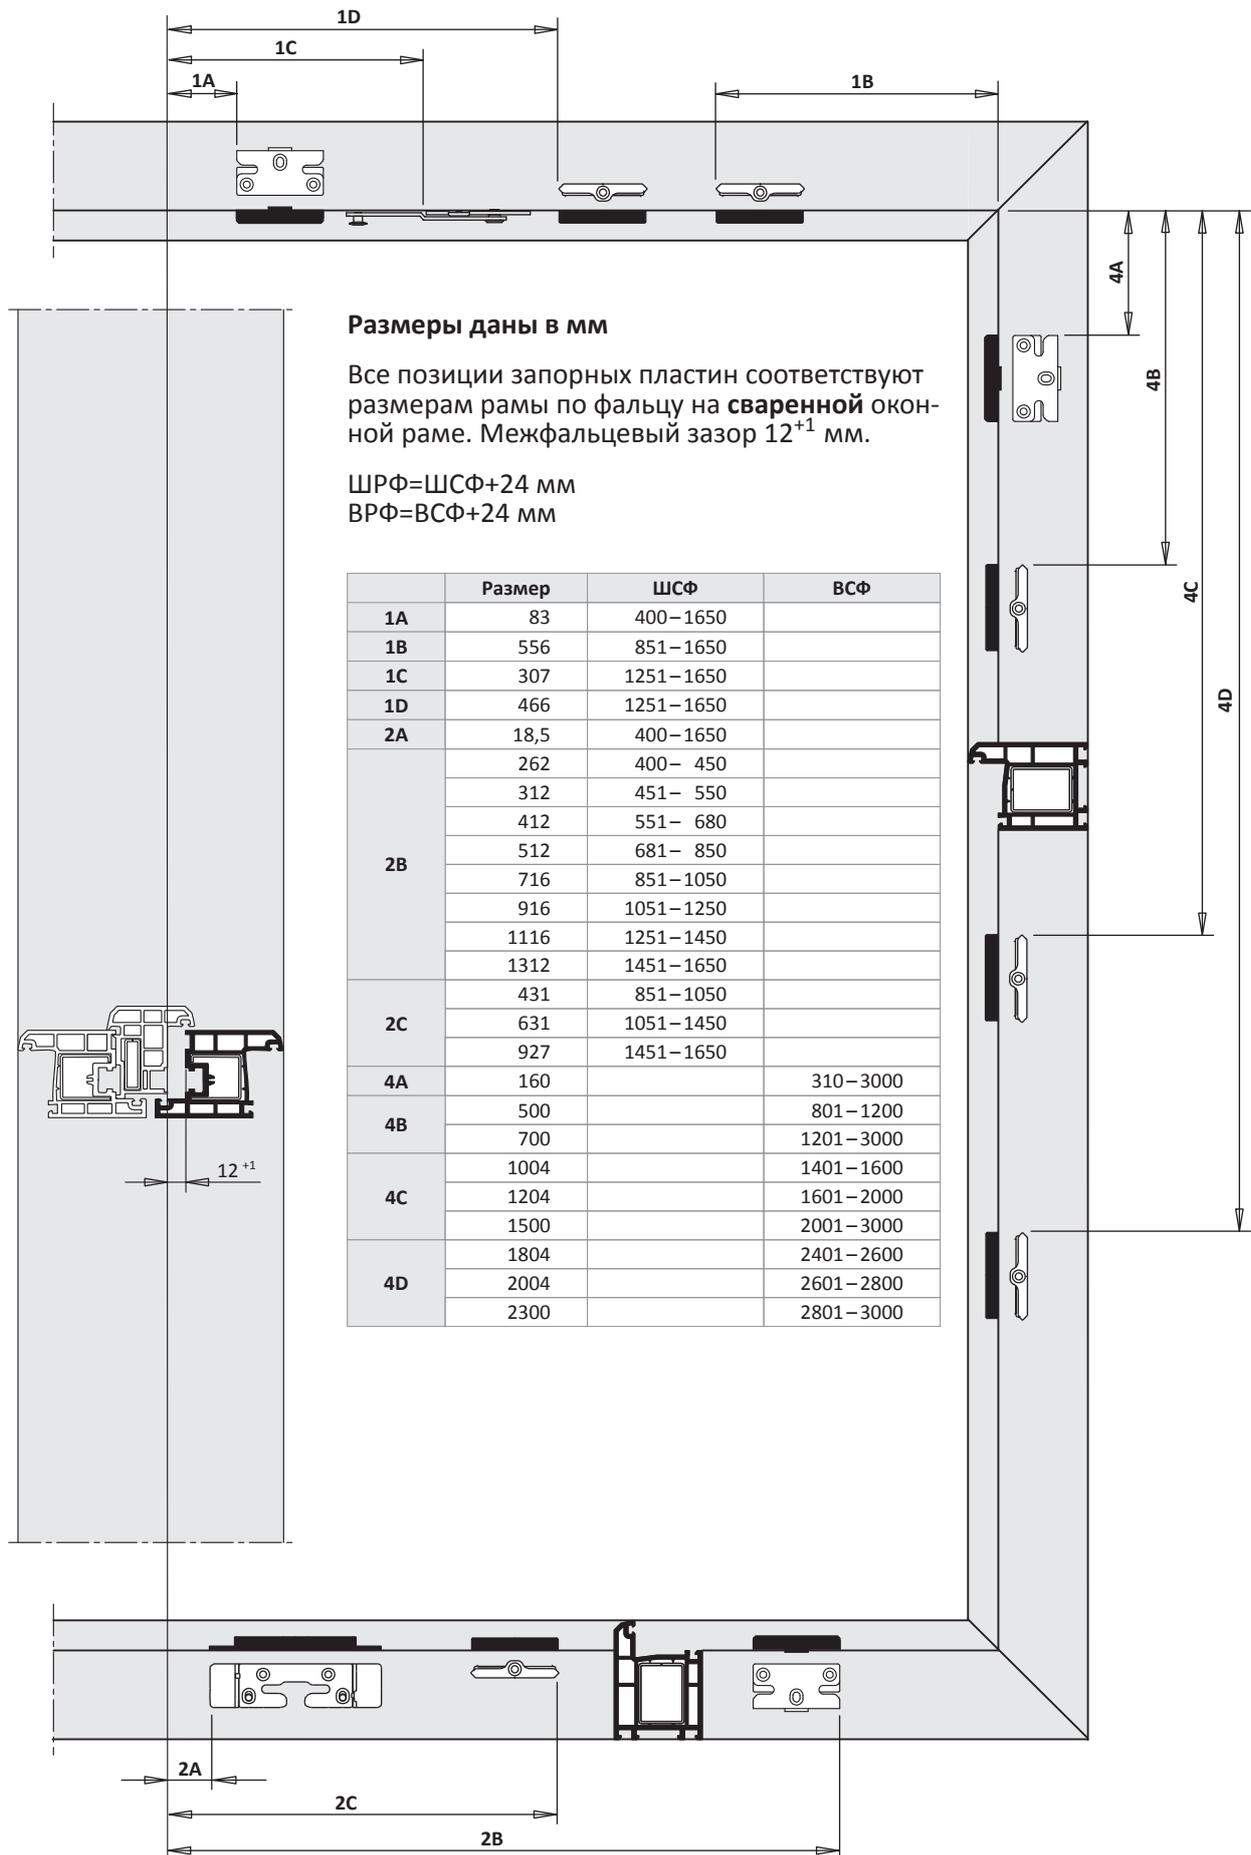 1D
1C
1A
1B
4A
4B
4C
4D
Размеры даны в мм
Все позиции запорных пластин соответствуют
размерам рамы по фальцу на сваренной окон-
ной раме. Межфальцевый зазор 12+1 мм.
ШРФ=ШСФ+24 мм
ВРФ=ВСФ+24 мм
Размер ШСФ ВСФ
1A 83 400–1650
1B 556 851–1650
1C 307 1251–1650
1D 466 1251–1650
2A 18,5 400–1650
2B 262 400– 450
312 451– 550
412 551– 680
512 681– 850
716 851–1050
916 1051–1250
1116 1251–1450
1312 1451–1650
2C 431 851–1050
631 1051–1450
927 1451–1650
4A 160 310–3000
4B 500 801–1200
700 1201–3000
4C 1004 1401–1600
1204 1601–2000
1500 2001–3000
4D 1804 2401–2600
2004 2601–2800
2300 2801–3000
12 +1
2A
2C
2B